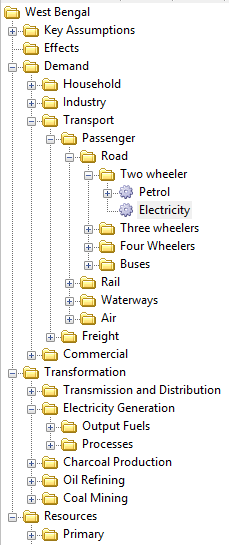 West Bengal
Key Assumptions
Effects
Demand
Household
Industry
Transport
Passenger
Road
Two wheeler
Petrol
Electricity
Three wheelers
Four Wheelers
Buses
Rail
Waterways
Air
Freight
Commercial
Transformation
Transmission and Distribution
Electricity Generation
Output Fuels
Processes
Charcoal Production
Oil Refining
Coal Mining
Resources
Primary